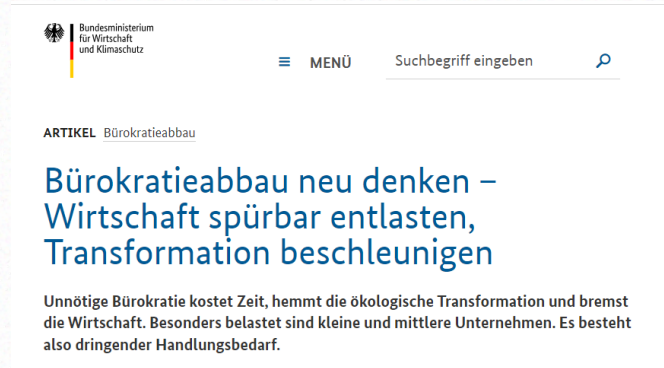 Bundesministerium
für Wirtschaft
und Klimaschutz
MENÜ
Suchbegriff eingeben
ARTIKEL Bürokratieabbau
Bürokratieabbau neu denken –
Wirtschaft spürbar entlasten,
Transformation beschleunigen
Unnötige Bürokratie kostet Zeit, hemmt die ökologische Transformation und bremst
die Wirtschaft. Besonders belastet sind kleine und mittlere Unternehmen. Es besteht
also dringender Handlungsbedarf.